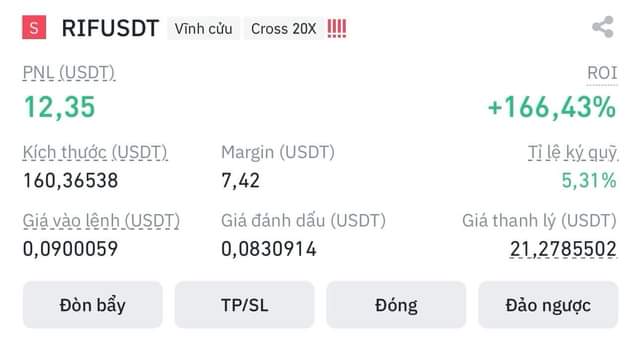 S RIFUSDT Vĩnh cửu Cross 20X !!!!
PNL (USDT) ROI
12,35 +166,43%
Kích thước (USDT) Margin (USDT) Tỉ lệ ký quỹ
160,36538 7,42 5,31%
Giá vào lệnh (USDT) Giá đánh dấu (USDT) Giá thanh lý (USDT)
0,0900059 0,0830914 21,2785502
Đòn bẩy TP/SL Đóng Đảo ngược